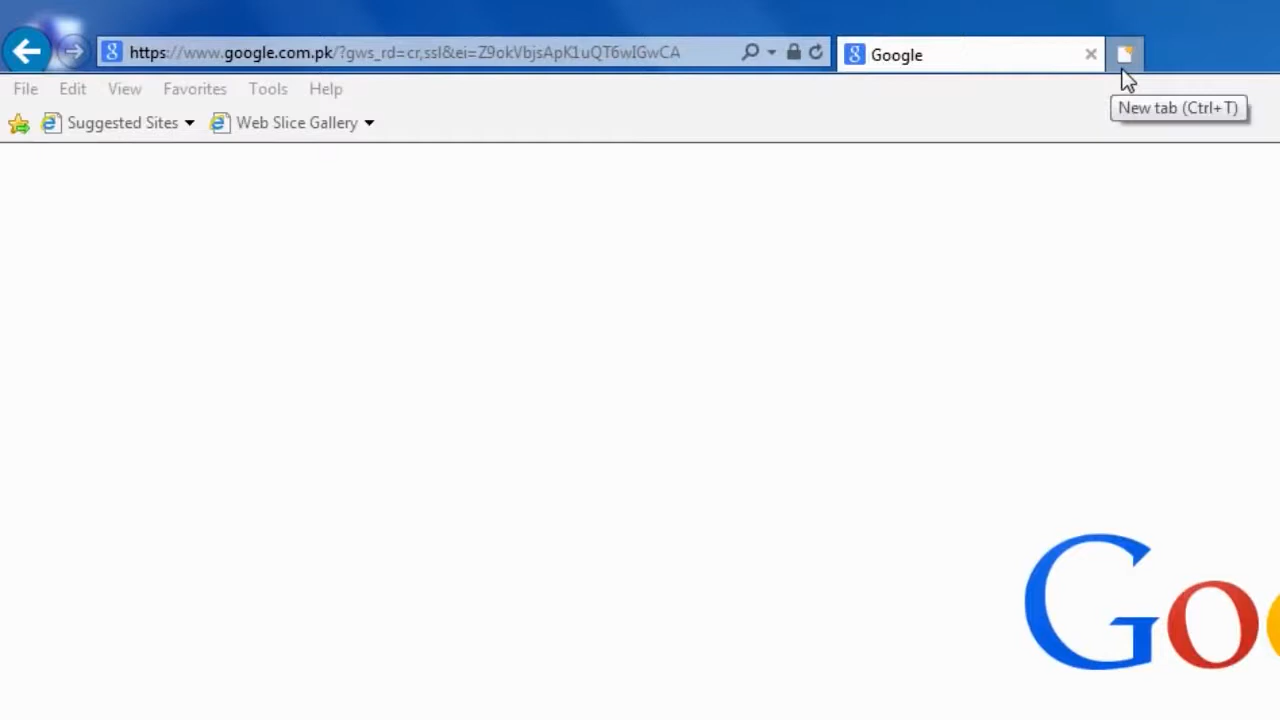 https://www.google.com.pk/?gws_rd=cr,ssl&ei=Z9okVbjsApK1uQT6wIGwCA
Google
New tab (Ctrl+T)
File Edit View Favorites Tools Help
Suggested Sites Web Slice Gallery
Go